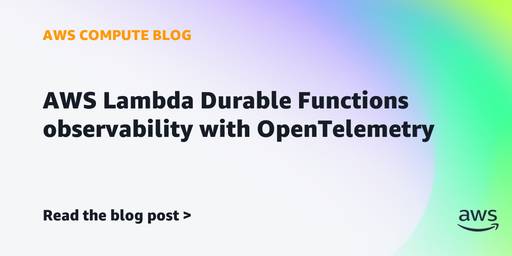 AWS COMPUTE BLOG
AWS Lambda Durable Functions
observability with OpenTelemetry
Read the blog post >
aws